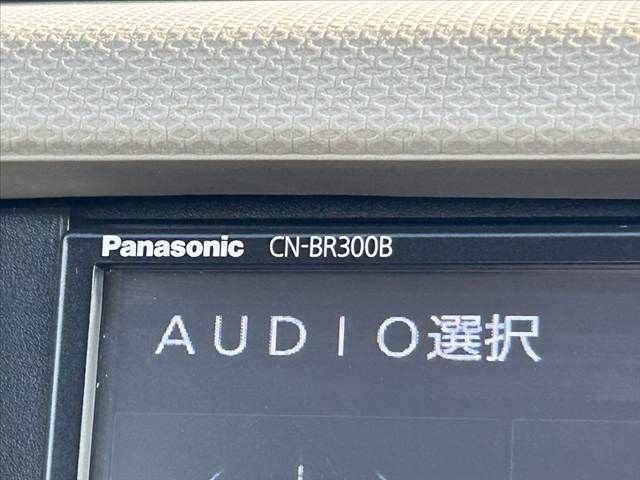 Panasonic CN-BR300B
ＡＵＤＩＯ選択